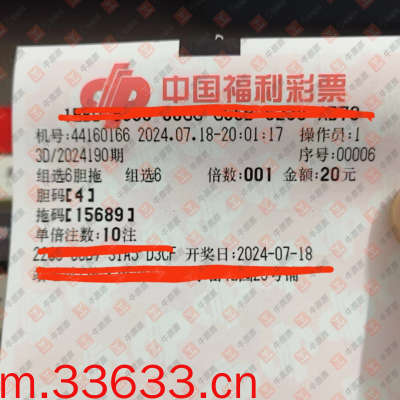 中国福利彩票
机号:44160166 2024.07.18-20:01:17 操作员:1
3D/2024190期 序号:00006
组选6胆拖 组选6 倍数:001 金额:20元
胆码[4]
拖码[15689]
单倍注数:10注
D3CF 开奖日:2024-07-18
m.33633.cn